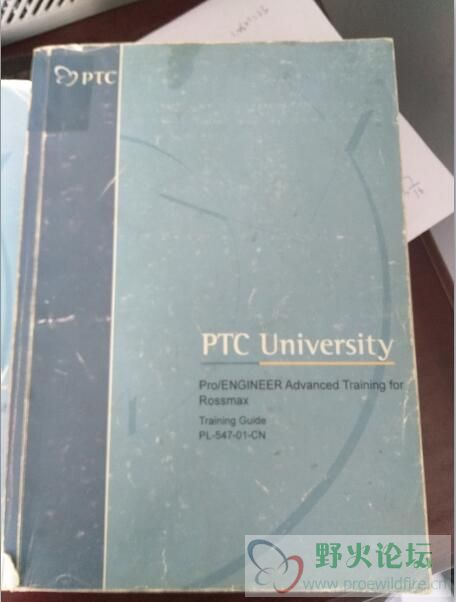 PTC
PTC University
Pro/ENGINEER Advanced Training for
Rossmax
Training Guide
PL-547-01-CN
野火论坛
www.proewildfire.cn